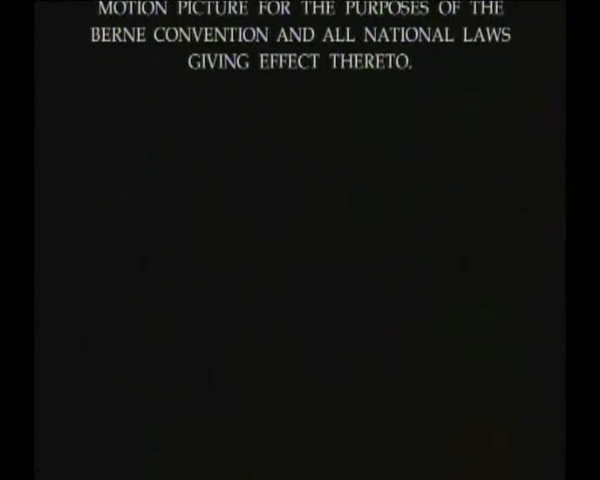 MOTION PICTURE FOR THE PURPOSES OF THE
BERNE CONVENTION AND ALL NATIONAL LAWS
GIVING EFFECT THERETO.